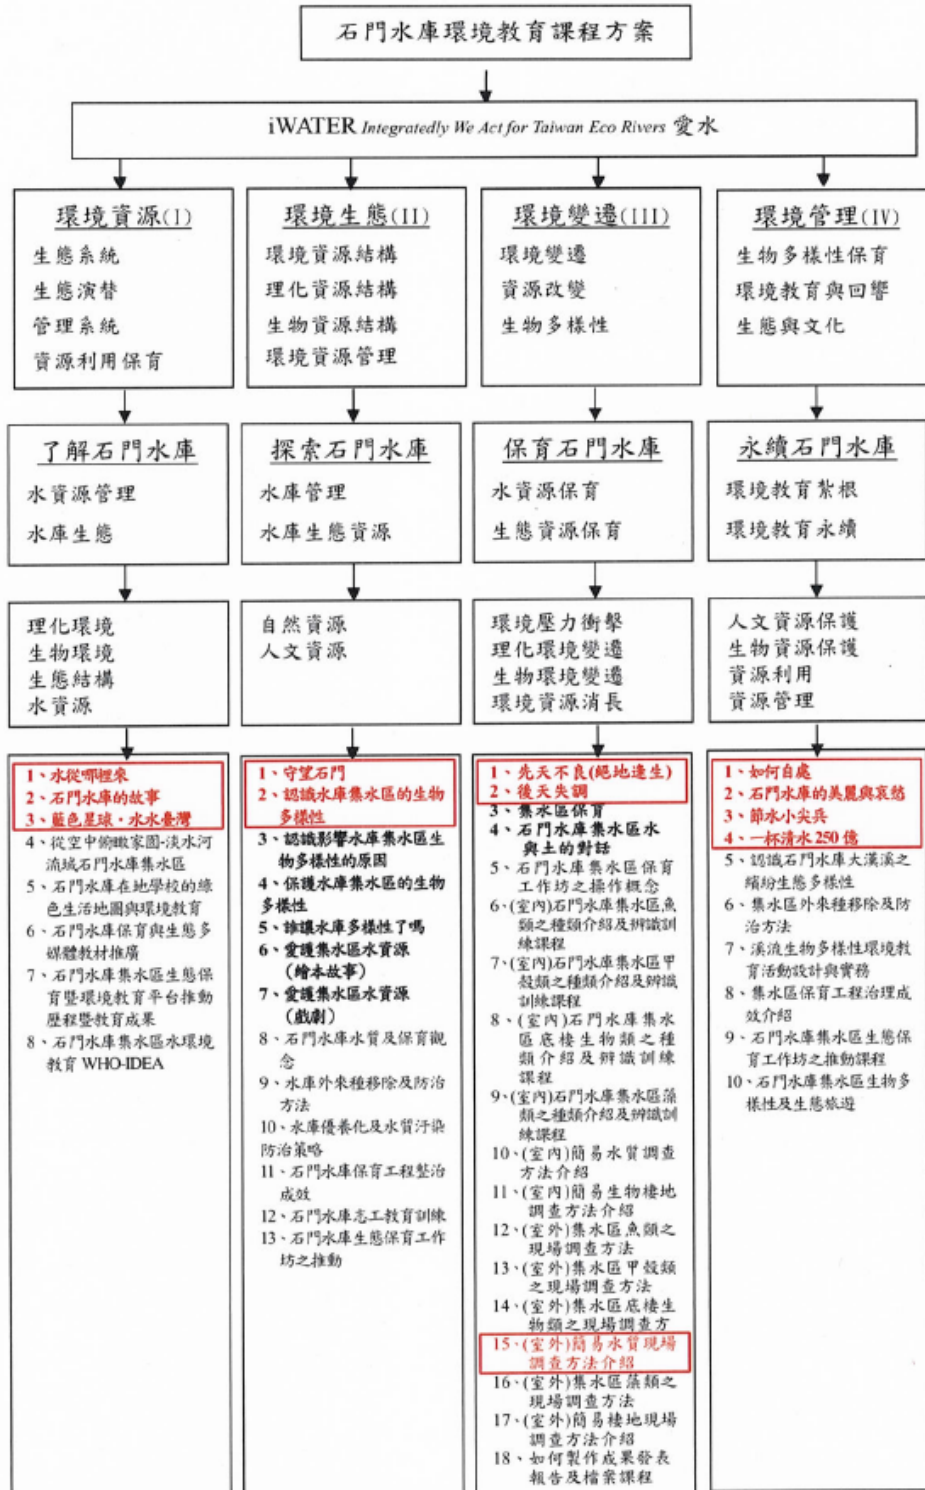 石門水庫環境教育課程方案
iWATER Integratedly We Act for Taiwan Eco Rivers 愛水
環境資源(I)
生態系統
生態演替
管理系統
資源利用保育
環境生態(II)
環境資源結構
理化資源結構
生物資源結構
環境資源管理
環境變遷(III)
環境變遷
資源改變
生物多樣性
環境管理(IV)
生物多樣性保育
環境教育與回響
生態與文化
了解石門水庫
水資源管理
水庫生態
探索石門水庫
水庫管理
水庫生態資源
保育石門水庫
水資源保育
生態資源保育
永續石門水庫
環境教育紮根
環境教育永續
理化環境
生物環境
生態結構
水資源
自然資源
人文資源
環境壓力衝擊
理化環境變遷
生物環境變遷
環境資源消長
人文資源保護
生物資源保護
資源利用
資源管理
1、水從哪裡來
2、石門水庫的故事
3、藍色星球．水水臺灣
4、從空中俯瞰家園-淡水河
流域石門水庫集水區
5、石門水庫在地學校的綠
色生活地圖與環境教育
6、石門水庫保育與生態多
媒體教材推廣
7、石門水庫集水區生態保
育暨環境教育平台推動
歷程暨教育成果
8、石門水庫集水區水環境
教育 WHO-IDEA
1、守望石門
2、認識水庫集水區的生物
多樣性
3、認識影響水庫集水區生
物多樣性的原因
4、保護水庫集水區的生物
多樣性
5、誰讓水庫多樣性了嗎
6、愛護集水區水資源
（繪本故事）
7、愛護集水區水資源
（戲劇）
8、石門水庫水質及保育觀
念
9、水庫外來種移除及防治
方法
10、水庫優養化及水質汙染
防治策略
11、石門水庫保育工程整治
成效
12、石門水庫志工教育訓練
13、石門水庫生態保育工作
坊之推動
1、先天不良(絕地逢生)
2、後天失調
3、集水區保育
4、石門水庫集水區水
與土的對話
5、石門水庫集水區保育
工作坊之操作概念
6、(室內)石門水庫集水區魚
類之種類介紹及辨識訓
練課程
7、(室內)石門水庫集水區甲
殼類之種類介紹及辨識
訓練課程
8、(室內)石門水庫集水
區底棲生物類之種
類介紹及辨識訓練
課程
9、(室內)石門水庫集水區藻
類之種類介紹及辨識訓
練課程
10、(室內)簡易水質調查
方法介紹
11、(室內)簡易生物棲地
調查方法介紹
12、(室外)集水區魚類之
現場調查方法
13、(室外)集水區甲殼類
之現場調查方法
14、(室外)集水區底棲生
物類之現場調查方
15、(室外)簡易水質現場
調查方法介紹
16、(室外)集水區藻類之
現場調查方法
17、(室外)簡易棲地現場
調查方法介紹
18、如何製作成果發表
報告及檔案課程
1、如何自處
2、石門水庫的美麗與哀愁
3、節水小尖兵
4、一杯清水250億
5、認識石門水庫大漢溪之
繽紛生態多樣性
6、集水區外來種移除及防
治方法
7、溪流生物多樣性環境教
育活動設計與實務
8、集水區保育工程治理成
效介紹
9、石門水庫集水區生態保
育工作坊之推動課程
10、石門水庫集水區生物多
樣性及生態旅遊